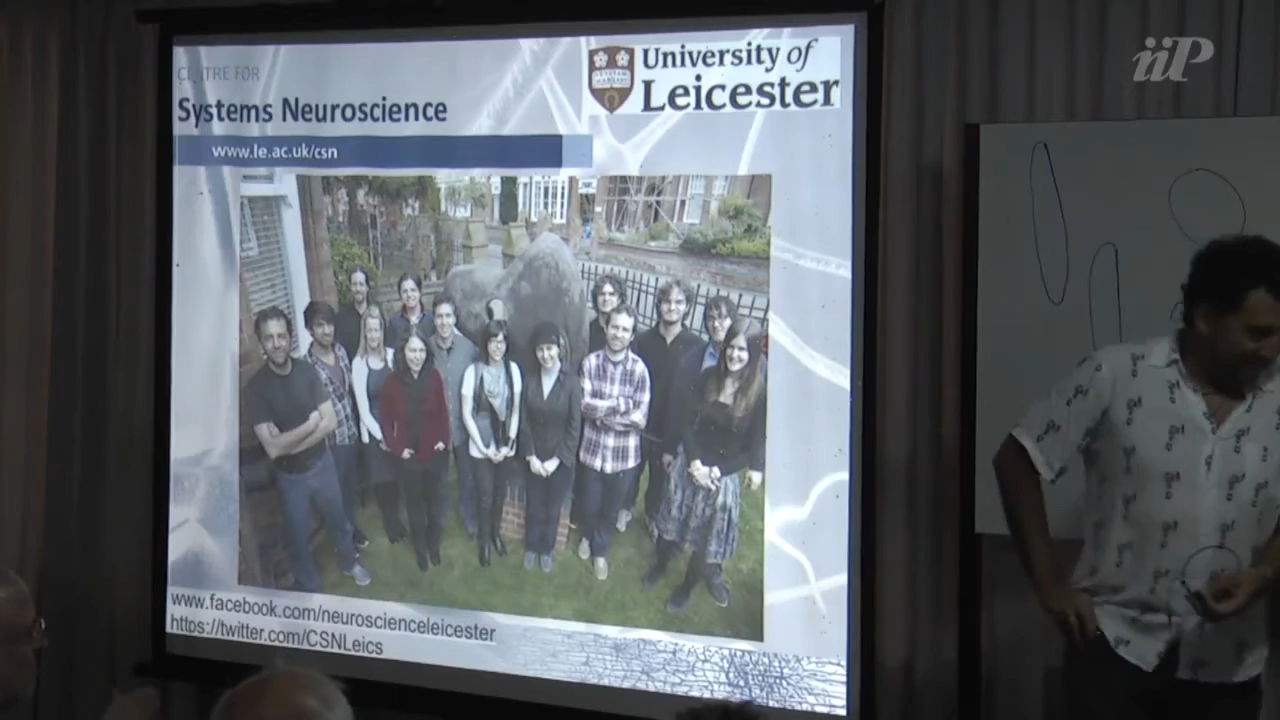 CENTRE FOR
Systems Neuroscience
www.le.ac.uk/csn
University of
Leicester
iiP
www.facebook.com/neuroscienceleicester
https://twitter.com/CSNLeics